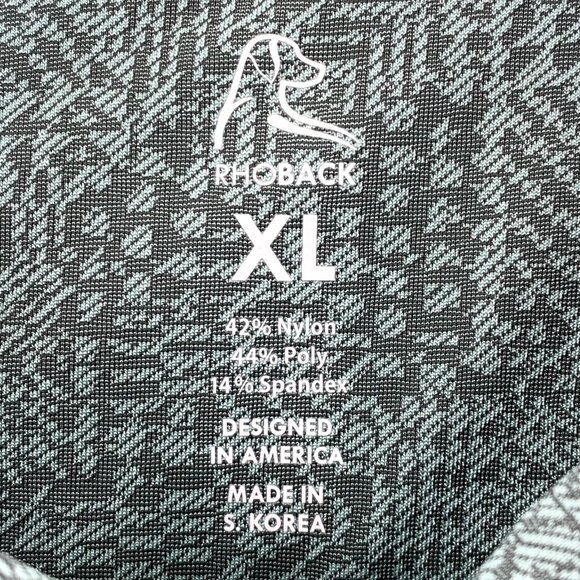 RHOBACK
XL
42% Nylon
44% Poly
14% Spandex
DESIGNED
IN AMERICA
MADE IN
S. KOREA